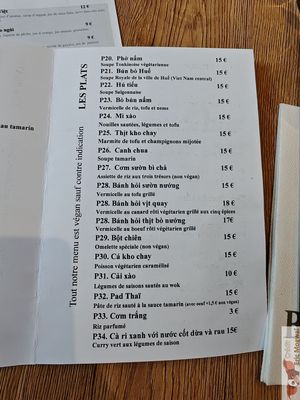 Việt
12 €
9 €
9 €
au tamarin
Tout notre menu est végan sauf contre indication
LES PLATS
P20. Phở nấm 15 €
Soupe Tonkinoise végétarienne
P21. Bún bò Huế 15 €
Soupe Royale de la ville de Huê (Viet Nam central)
P22. Hủ tiếu 15 €
Soupe Saïgonnaise
P23. Bò bún nấm 15 €
Vermicelle de riz, tofu et nems
P24. Mì xào 15 €
Nouilles sautées, légumes et tofu
P25. Thịt kho chay 15 €
Marmite de tofu et champignons mijotée
P26. Canh chua 15 €
Soupe tamarin
P27. Cơm sườn bì chả 15 €
Assiette de riz aux trois trésors (non végan)
P28. Bánh hỏi sườn nướng 15 €
Vermicelle au tofu grillé
P28. Bánh hỏi vịt quay 18 €
Vermicelle au canard rôti végétarien grillé aux cinq épices
P28. Bánh hỏi thịt bò nướng 17€
Vermicelle au boeuf grillé
P29. Bột chiên 15 €
Omelette spéciale (non végan)
P30. Cá kho chay 15 €
Poisson végétarien caramélisé
P31. Cải xào 10 €
Légumes de saisons sautés au wok
P32. Pad Thaï 15 €
Pâte de riz sauté à la sauce tamarin (avec oeuf +1,5 € non végan)
P33. Cơm trắng 3 €
Riz parfumé
P34. Cà ri xanh với nước cốt dừa và rau 15€
Curry vert aux légumes de saison